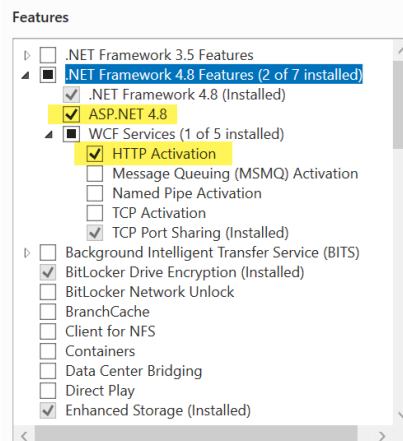 Features
.NET Framework 3.5 Features
.NET Framework 4.8 Features (2 of 7 installed)
.NET Framework 4.8 (Installed)
ASP.NET 4.8
WCF Services (1 of 5 installed)
HTTP Activation
Message Queuing (MSMQ) Activation
Named Pipe Activation
TCP Activation
TCP Port Sharing (Installed)
Background Intelligent Transfer Service (BITS)
BitLocker Drive Encryption (Installed)
BitLocker Network Unlock
BranchCache
Client for NFS
Containers
Data Center Bridging
Direct Play
Enhanced Storage (Installed)